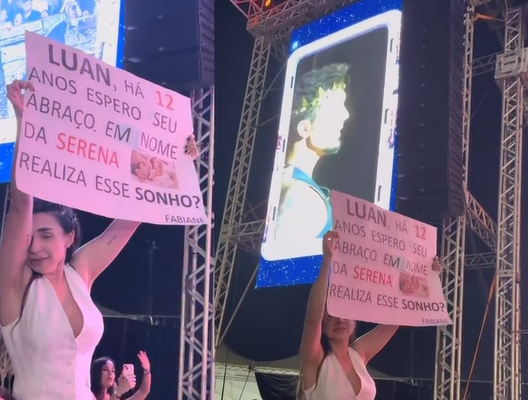 LUAN, HÁ 12
ANOS ESPERO SEU
ABRAÇO. EM NOME
DA SERENA
REALIZA ESSE SONHO?
FABIANE
LUAN, HÁ 12
ANOS ESPERO SEU
ABRAÇO. EM NOME
DA SERENA
REALIZA ESSE SONHO?
FABIANE